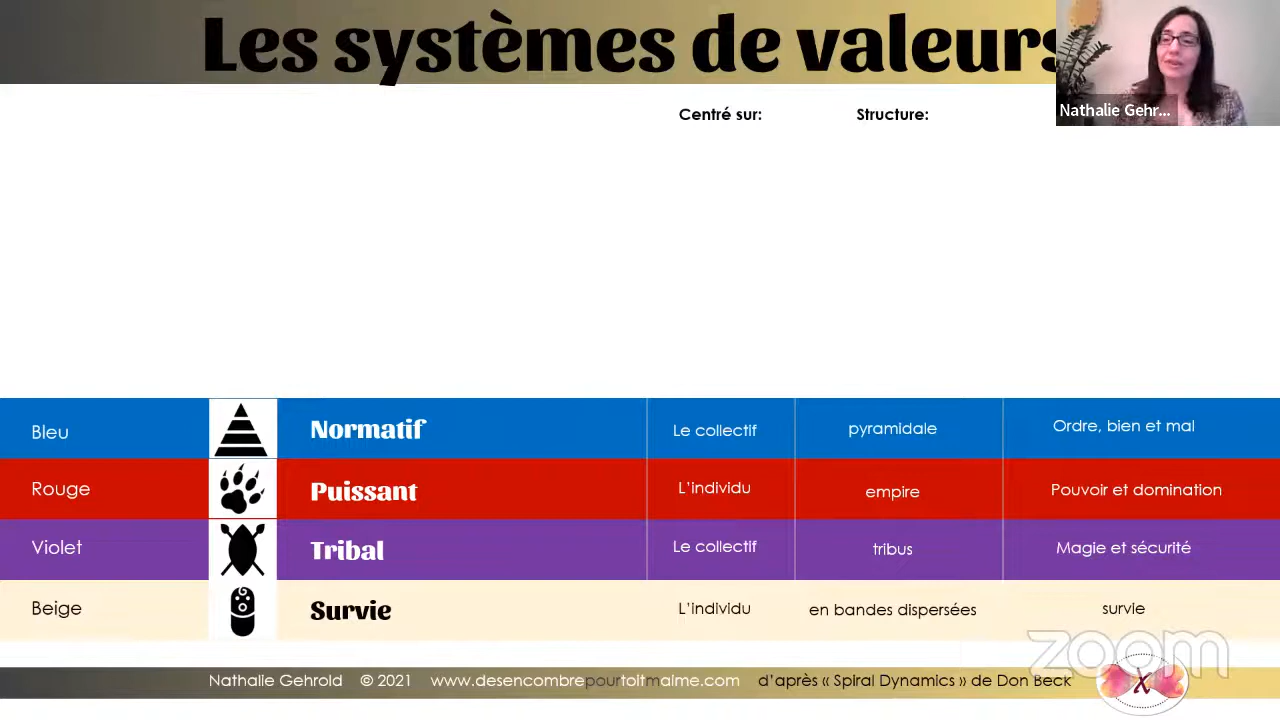 Les systèmes de valeurs
Nathalie Gehr...
Centré sur: Structure:
Bleu Normatif Le collectif pyramidale Ordre, bien et mal
Rouge Puissant L'individu empire Pouvoir et domination
Violet Tribal Le collectif tribus Magie et sécurité
Beige Survie L'individu en bandes dispersées survie
zoom
Nathalie Gehrold © 2021 www.desencombrepourtoitmaime.com d'après « Spiral Dynamics » de Don Beck
x